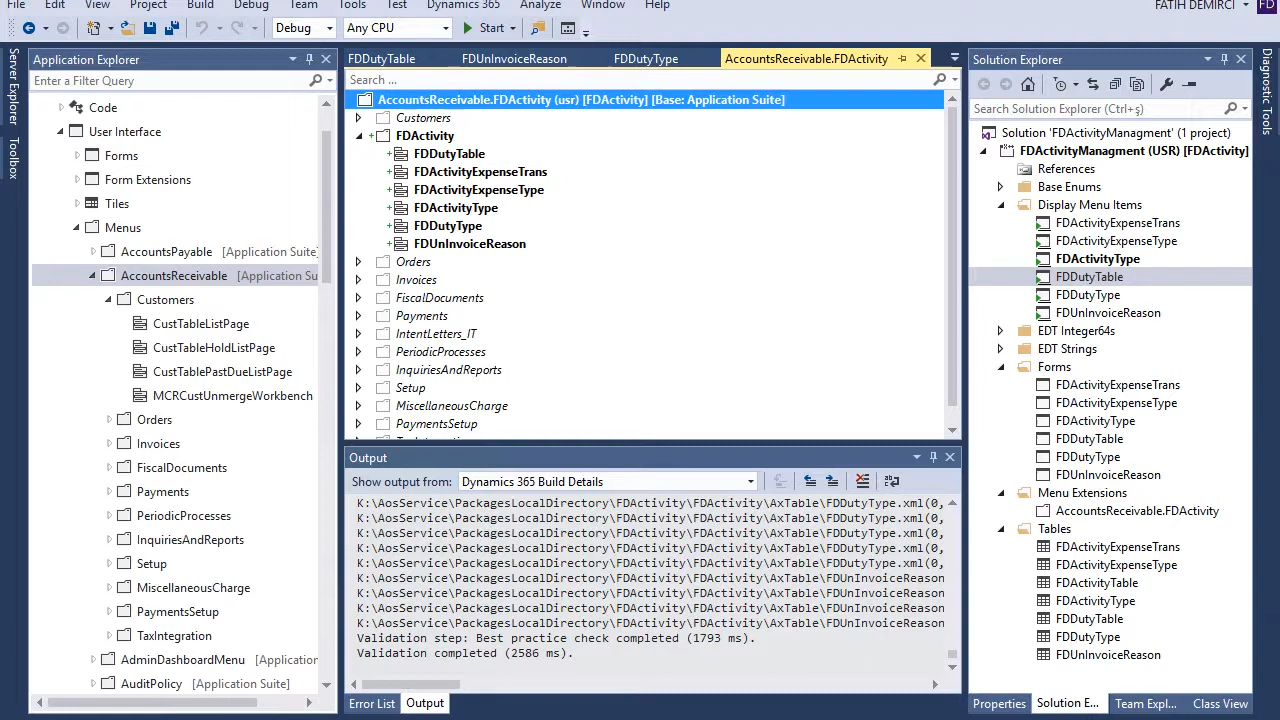 File Edit View Project Build Debug Team Tools Test Dynamics 365 Analyze Window Help FATIH DEMIRCI FD
Debug Any CPU Start
Server Explorer
Toolbox
Application Explorer
Enter a Filter Query
Code
User Interface
Forms
Form Extensions
Tiles
Menus
AccountsPayable [Application Suite]
AccountsReceivable [Application Su
Customers
CustTableListPage
CustTableHoldListPage
CustTablePastDueListPage
MCRCustUnmergeWorkbench
Orders
Invoices
FiscalDocuments
Payments
PeriodicProcesses
InquiriesAndReports
Setup
MiscellaneousCharge
PaymentsSetup
TaxIntegration
AdminDashboardMenu [Application
AuditPolicy [Application Suite]
FDDutyTable FDUnInvoiceReason FDDutyType AccountsReceivable.FDActivity
Search ...
AccountsReceivable.FDActivity (usr) [FDActivity] [Base: Application Suite]
Customers
FDActivity
FDDutyTable
FDActivityExpenseTrans
FDActivityExpenseType
FDActivityType
FDDutyType
FDUnInvoiceReason
Orders
Invoices
FiscalDocuments
Payments
IntentLetters_IT
PeriodicProcesses
InquiriesAndReports
Setup
MiscellaneousCharge
PaymentsSetup
Output
Show output from: Dynamics 365 Build Details
K:\AosService\PackagesLocalDirectory\FDActivity\FDActivity\AxTable\FDDutyType.xml(0,
K:\AosService\PackagesLocalDirectory\FDActivity\FDActivity\AxTable\FDDutyType.xml(0,
K:\AosService\PackagesLocalDirectory\FDActivity\FDActivity\AxTable\FDDutyType.xml(0,
K:\AosService\PackagesLocalDirectory\FDActivity\FDActivity\AxTable\FDDutyType.xml(0,
K:\AosService\PackagesLocalDirectory\FDActivity\FDActivity\AxTable\FDDutyType.xml(0,
K:\AosService\PackagesLocalDirectory\FDActivity\FDActivity\AxTable\FDUnInvoiceReason
K:\AosService\PackagesLocalDirectory\FDActivity\FDActivity\AxTable\FDUnInvoiceReason
K:\AosService\PackagesLocalDirectory\FDActivity\FDActivity\AxTable\FDUnInvoiceReason
K:\AosService\PackagesLocalDirectory\FDActivity\FDActivity\AxTable\FDUnInvoiceReason
Validation step: Best practice check completed (1793 ms).
Validation completed (2586 ms).
Error List Output
Solution Explorer
Search Solution Explorer (Ctrl+ş)
Solution 'FDActivityManagment' (1 project)
FDActivityManagment (USR) [FDActivity]
References
Base Enums
Display Menu Items
FDActivityExpenseTrans
FDActivityExpenseType
FDActivityType
FDDutyTable
FDDutyType
FDUnInvoiceReason
EDT Integer64s
EDT Strings
Forms
FDActivityExpenseTrans
FDActivityExpenseType
FDActivityType
FDDutyTable
FDDutyType
FDUnInvoiceReason
Menu Extensions
AccountsReceivable.FDActivity
Tables
FDActivityExpenseTrans
FDActivityExpenseType
FDActivityTable
FDActivityType
FDDutyTable
FDDutyType
FDUnInvoiceReason
Properties Solution E... Team Expl... Class View
Diagnostic Tools